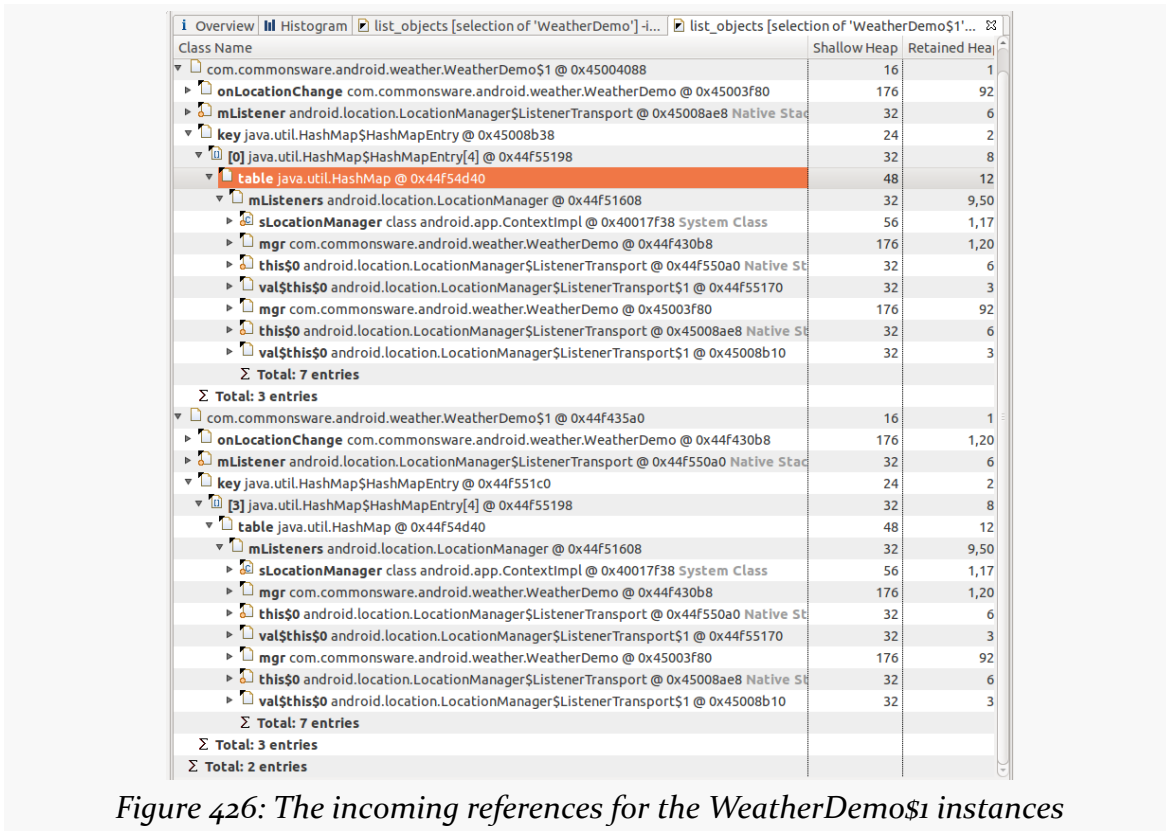 i Overview Histogram list_objects [selection of 'WeatherDemo'] -i... list_objects [selection of 'WeatherDemo$1'...
Class Name Shallow Heap Retained Heap
com.commonsware.android.weather.WeatherDemo$1 @ 0x45004088 16 1
onLocationChange com.commonsware.android.weather.WeatherDemo @ 0x45003f80 176 92
mListener android.location.LocationManager$ListenerTransport @ 0x45008ae8 Native Stac 32 6
key java.util.HashMap$HashMapEntry @ 0x45008b38 24 2
[0] java.util.HashMap$HashMapEntry[4] @ 0x44f55198 32 8
table java.util.HashMap @ 0x44f54d40 48 12
mListeners android.location.LocationManager @ 0x44f51608 32 9,50
sLocationManager class android.app.ContextImpl @ 0x40017f38 System Class 56 1,17
mgr com.commonsware.android.weather.WeatherDemo @ 0x44f430b8 176 1,20
this$0 android.location.LocationManager$ListenerTransport @ 0x44f550a0 Native St 32 6
val$this$0 android.location.LocationManager$ListenerTransport$1 @ 0x44f55170 32 3
mgr com.commonsware.android.weather.WeatherDemo @ 0x45003f80 176 92
this$0 android.location.LocationManager$ListenerTransport @ 0x45008ae8 Native St 32 6
val$this$0 android.location.LocationManager$ListenerTransport$1 @ 0x45008b10 32 3
Σ Total: 7 entries
Σ Total: 3 entries
com.commonsware.android.weather.WeatherDemo$1 @ 0x44f435a0 16 1
onLocationChange com.commonsware.android.weather.WeatherDemo @ 0x44f430b8 176 1,20
mListener android.location.LocationManager$ListenerTransport @ 0x44f550a0 Native Stac 32 6
key java.util.HashMap$HashMapEntry @ 0x44f551c0 24 2
[3] java.util.HashMap$HashMapEntry[4] @ 0x44f55198 32 8
table java.util.HashMap @ 0x44f54d40 48 12
mListeners android.location.LocationManager @ 0x44f51608 32 9,50
sLocationManager class android.app.ContextImpl @ 0x40017f38 System Class 56 1,17
mgr com.commonsware.android.weather.WeatherDemo @ 0x44f430b8 176 1,20
this$0 android.location.LocationManager$ListenerTransport @ 0x44f550a0 Native St 32 6
val$this$0 android.location.LocationManager$ListenerTransport$1 @ 0x44f55170 32 3
mgr com.commonsware.android.weather.WeatherDemo @ 0x45003f80 176 92
this$0 android.location.LocationManager$ListenerTransport @ 0x45008ae8 Native St 32 6
val$this$0 android.location.LocationManager$ListenerTransport$1 @ 0x45008b10 32 3
Σ Total: 7 entries
Σ Total: 3 entries
Σ Total: 2 entries
Figure 426: The incoming references for the WeatherDemo$1 instances